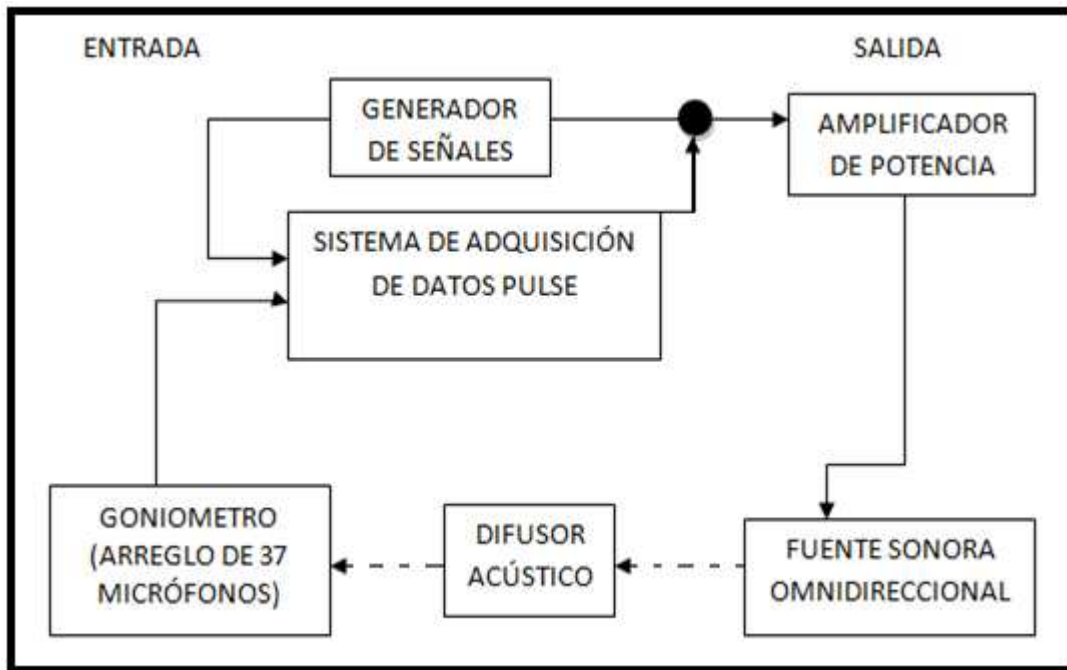 ENTRADA
SALIDA
GENERADOR
DE SEÑALES
AMPLIFICADOR
DE POTENCIA
SISTEMA DE ADQUISICIÓN
DE DATOS PULSE
GONIOMETRO
(ARREGLO DE 37
MICRÓFONOS)
DIFUSOR
ACÚSTICO
FUENTE SONORA
OMNIDIRECCIONAL